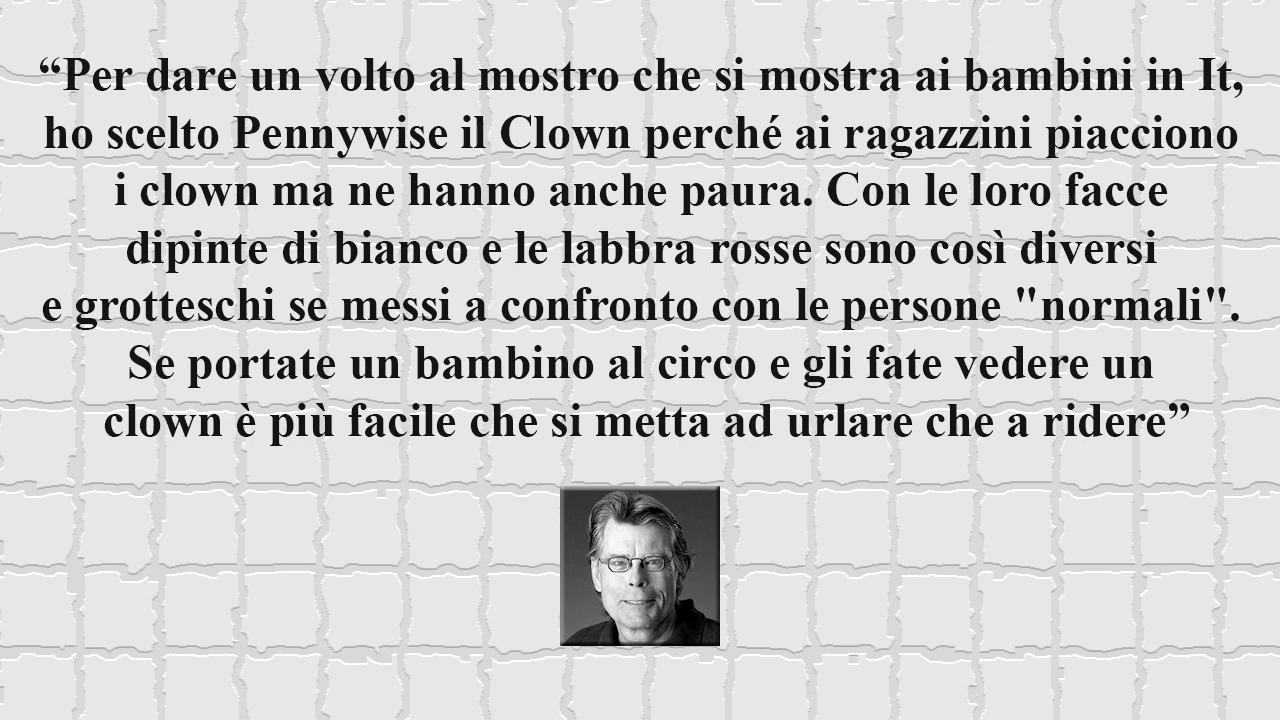 “Per dare un volto al mostro che si mostra ai bambini in It,
ho scelto Pennywise il Clown perché ai ragazzini piacciono
i clown ma ne hanno anche paura. Con le loro facce
dipinte di bianco e le labbra rosse sono così diversi
e grotteschi se messi a confronto con le persone "normali".
Se portate un bambino al circo e gli fate vedere un
clown è più facile che si metta ad urlare che a ridere”